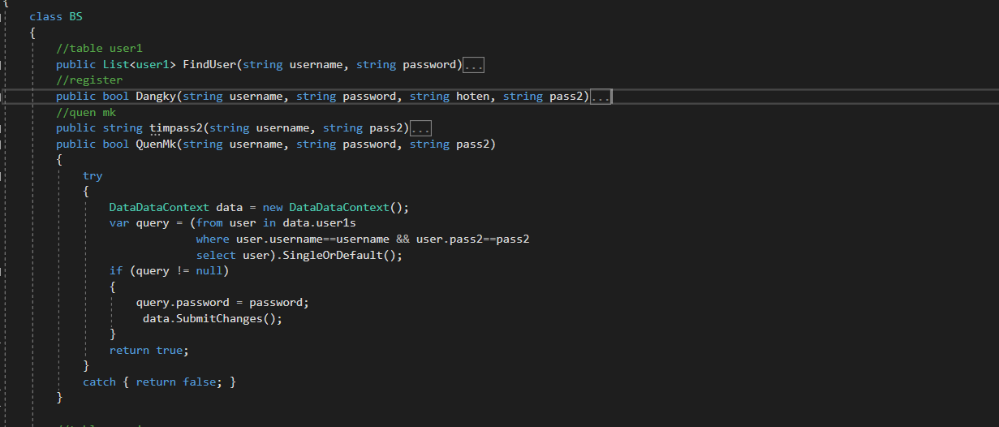 {
class BS
{
//table user1
public List<user1> FindUser(string username, string password)...
//register
public bool Dangky(string username, string password, string hoten, string pass2)...
//quen mk
public string timpass2(string username, string pass2)...
public bool QuenMk(string username, string password, string pass2)
{
try
{
DataDataContext data = new DataDataContext();
var query = (from user in data.user1s
where user.username==username && user.pass2==pass2
select user).SingleOrDefault();
if (query != null)
{
query.password = password;
data.SubmitChanges();
}
return true;
}
catch { return false; }
}